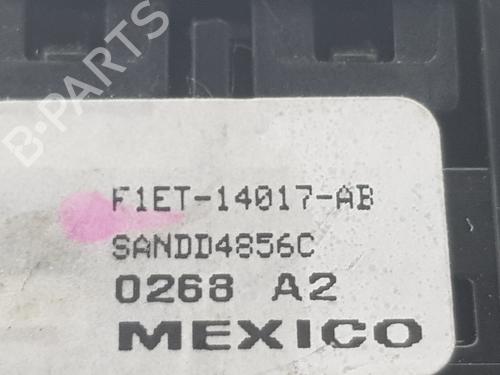 B-PARTS
F1ET-14017-AB
SANDD4856C
0268 A2
MEXICO